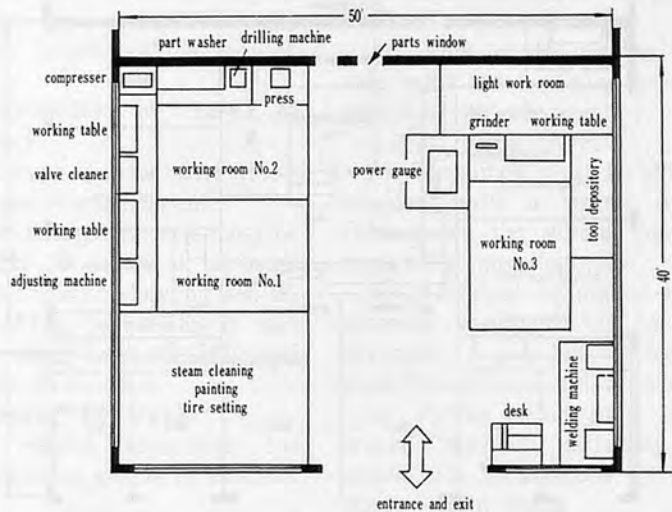 50'
part washer
drilling machine
parts window
compresser
press
light work room
working table
grinder
working table
valve cleaner
working room No.2
power gauge
tool depository
working table
working room
No.3
40'
adjusting machine
working room No.1
steam cleaning
painting
tire setting
welding machine
desk
entrance and exit